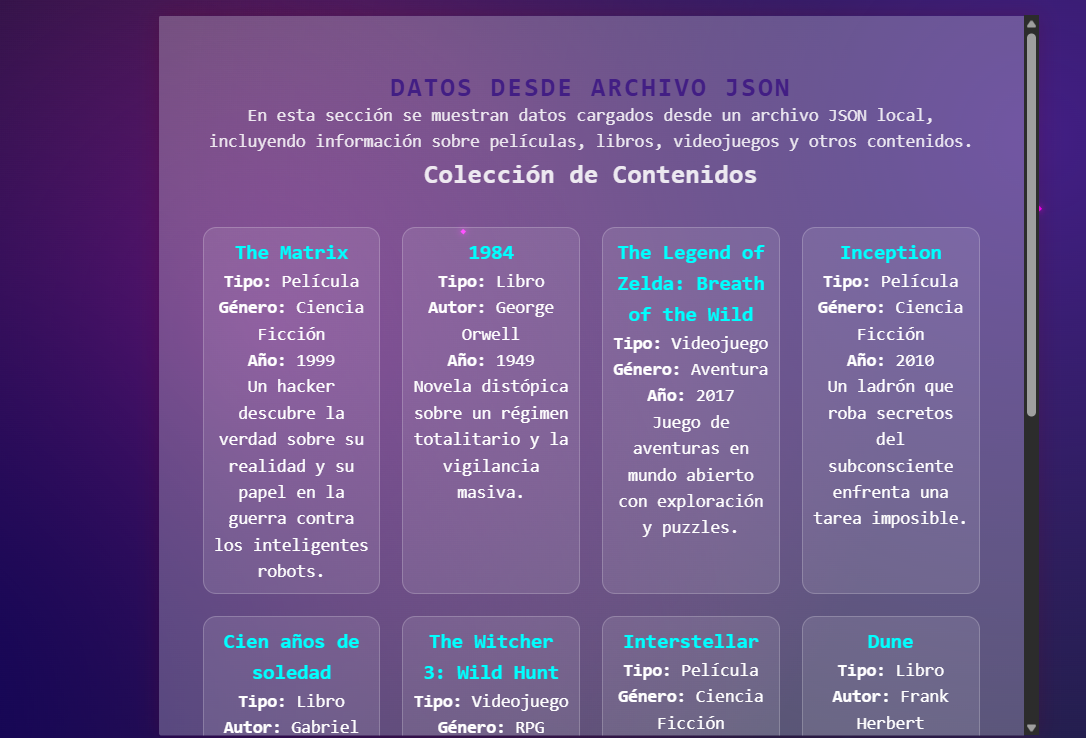 DATOS DESDE ARCHIVO JSON
En esta sección se muestran datos cargados desde un archivo JSON local,
incluyendo información sobre películas, libros, videojuegos y otros contenidos.
Colección de Contenidos
The Matrix
Tipo: Película
Género: Ciencia
Ficción
Año: 1999
Un hacker
descubre la
verdad sobre su
realidad y su
papel en la
guerra contra
los inteligentes
robots.
1984
Tipo: Libro
Autor: George
Orwell
Año: 1949
Novela distópica
sobre un régimen
totalitario y la
vigilancia
masiva.
The Legend of
Zelda: Breath
of the Wild
Tipo: Videojuego
Género: Aventura
Año: 2017
Juego de
aventuras en
mundo abierto
con exploración
y puzzles.
Inception
Tipo: Película
Género: Ciencia
Ficción
Año: 2010
Un ladrón que
roba secretos
del
subconsciente
enfrenta una
tarea imposible.
Cien años de
soledad
Tipo: Libro
Autor: Gabriel
The Witcher
3: Wild Hunt
Tipo: Videojuego
Género: RPG
Interstellar
Tipo: Película
Género: Ciencia
Ficción
Dune
Tipo: Libro
Autor: Frank
Herbert